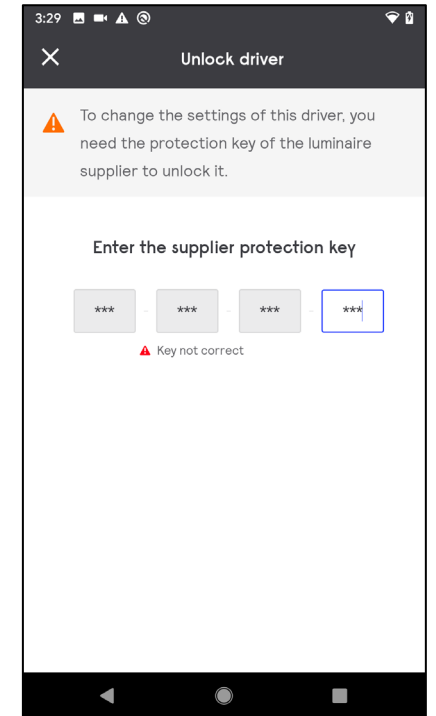 3:29
Unlock driver
To change the settings of this driver, you
need the protection key of the luminaire
supplier to unlock it.
Enter the supplier protection key
*** - *** - *** - ***
Key not correct